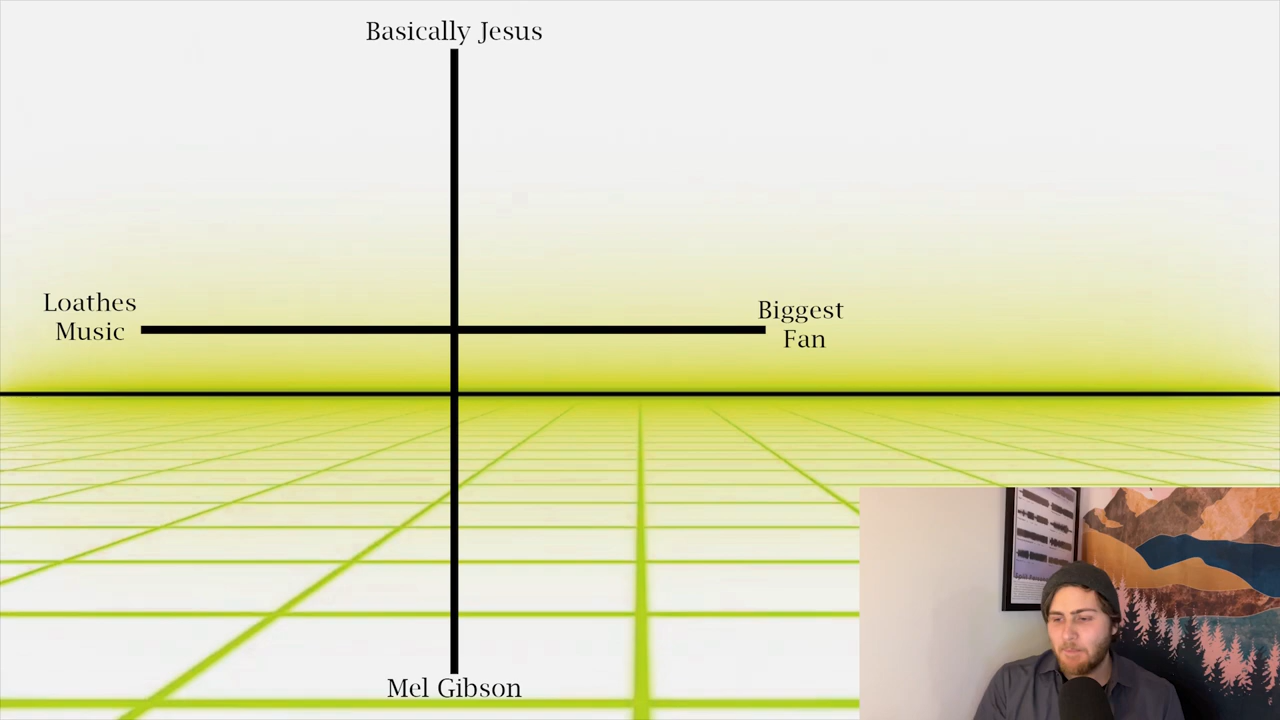 Basically Jesus
Loathes
Music
Biggest
Fan
Mel Gibson